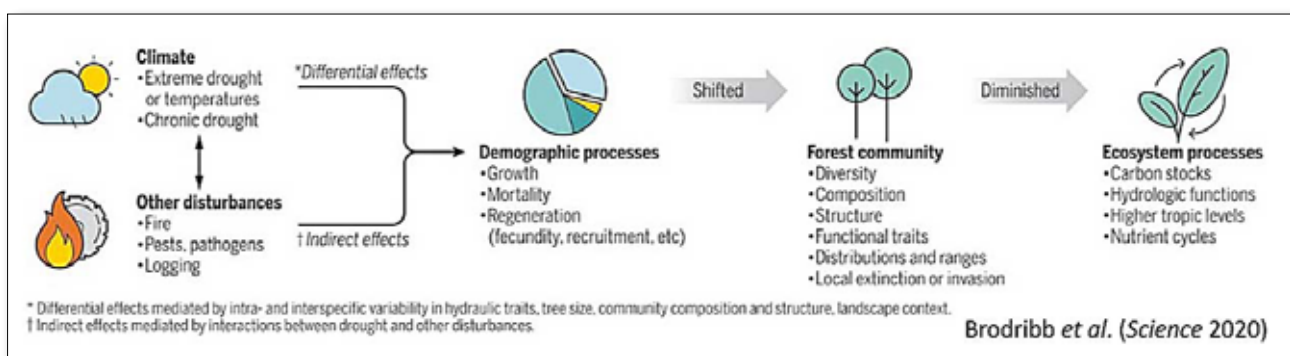 Climate
•Extreme drought
or temperatures
•Chronic drought
Other disturbances
•Fire
•Pests, pathogens
•Logging
*Differential effects
† Indirect effects
Demographic processes
•Growth
•Mortality
•Regeneration
(fecundity, recruitment, etc)
Shifted
Forest community
•Diversity
•Composition
•Structure
•Functional traits
•Distributions and ranges
•Local extinction or invasion
Diminished
Ecosystem processes
•Carbon stocks
•Hydrologic functions
•Higher tropic levels
•Nutrient cycles
* Differential effects mediated by intra- and interspecific variability in hydraulic traits, tree size, community composition and structure, landscape context.
† Indirect effects mediated by interactions between drought and other disturbances.
Brodribb et al. (Science 2020)